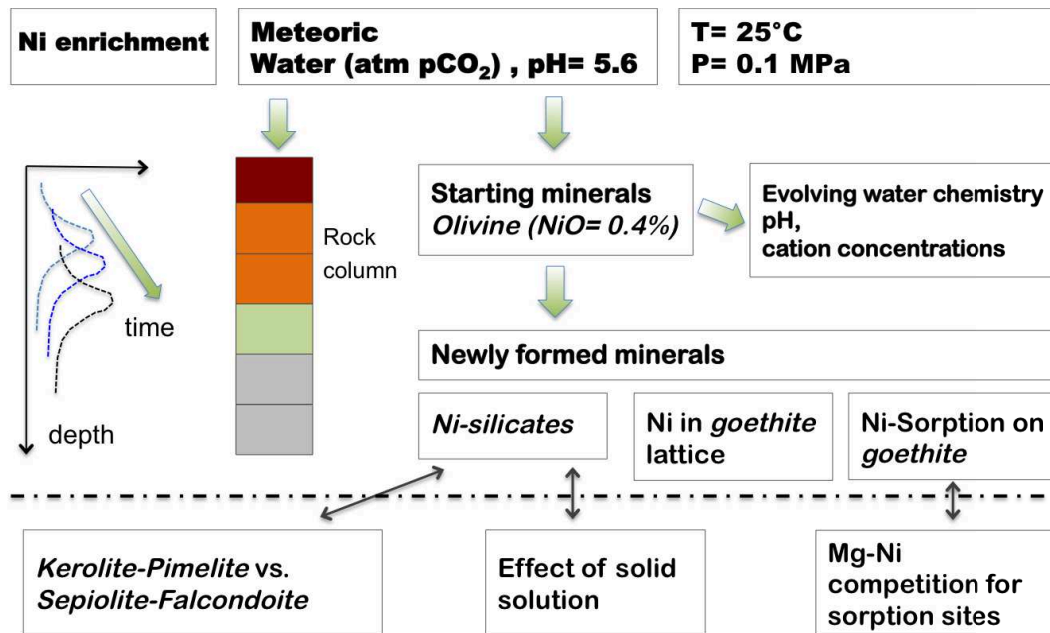 Ni enrichment
Meteoric
Water (atm pCO₂) , pH= 5.6
T= 25°C
P= 0.1 MPa
time
depth
Rock
column
Starting minerals
Olivine (NiO= 0.4%)
Evolving water chemistry
pH,
cation concentrations
Newly formed minerals
Ni-silicates
Ni in goethite
lattice
Ni-Sorption on
goethite
Kerolite-Pimelite vs.
Sepiolite-Falcondoite
Effect of solid
solution
Mg-Ni
competition for
sorption sites